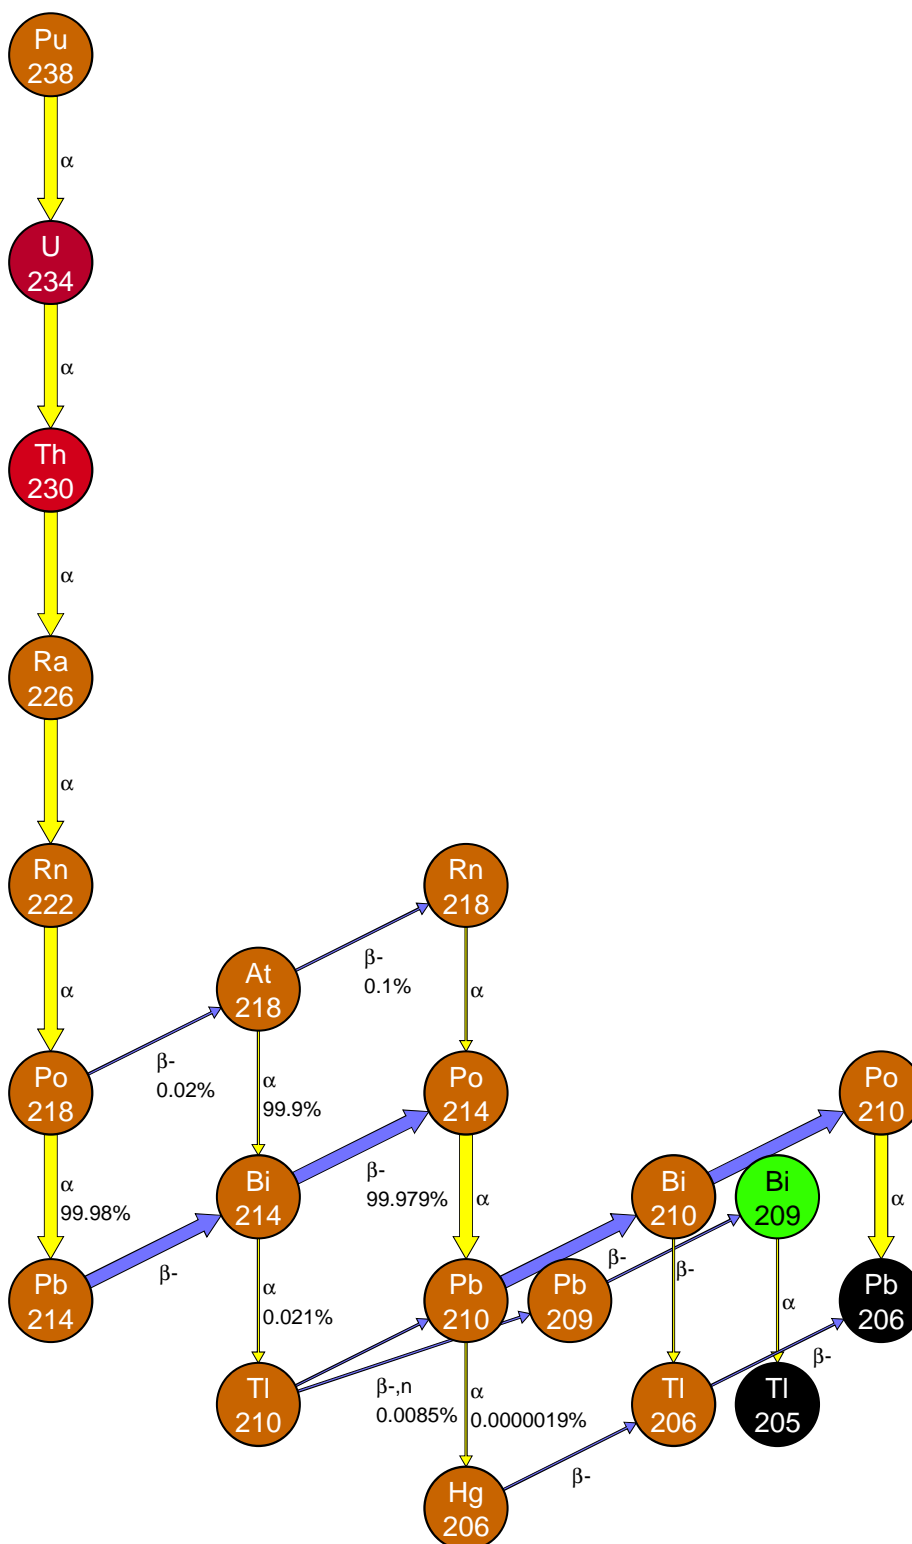 Pu
238
α
U
234
α
Th
230
α
Ra
226
α
Rn
222
Rn
218
α
At
218
β-
0.1%
α
β-
0.02%
Po
218
α
99.9%
Po
214
Po
210
α
99.98%
Bi
214
β-
99.979%
α
Bi
210
Bi
209
α
β-
β-
β-
Pb
214
α
0.021%
Pb
210
Pb
209
α
Pb
206
β-
Tl
210
β-,n
0.0085%
α
0.0000019%
Tl
206
Tl
205
β-
Hg
206